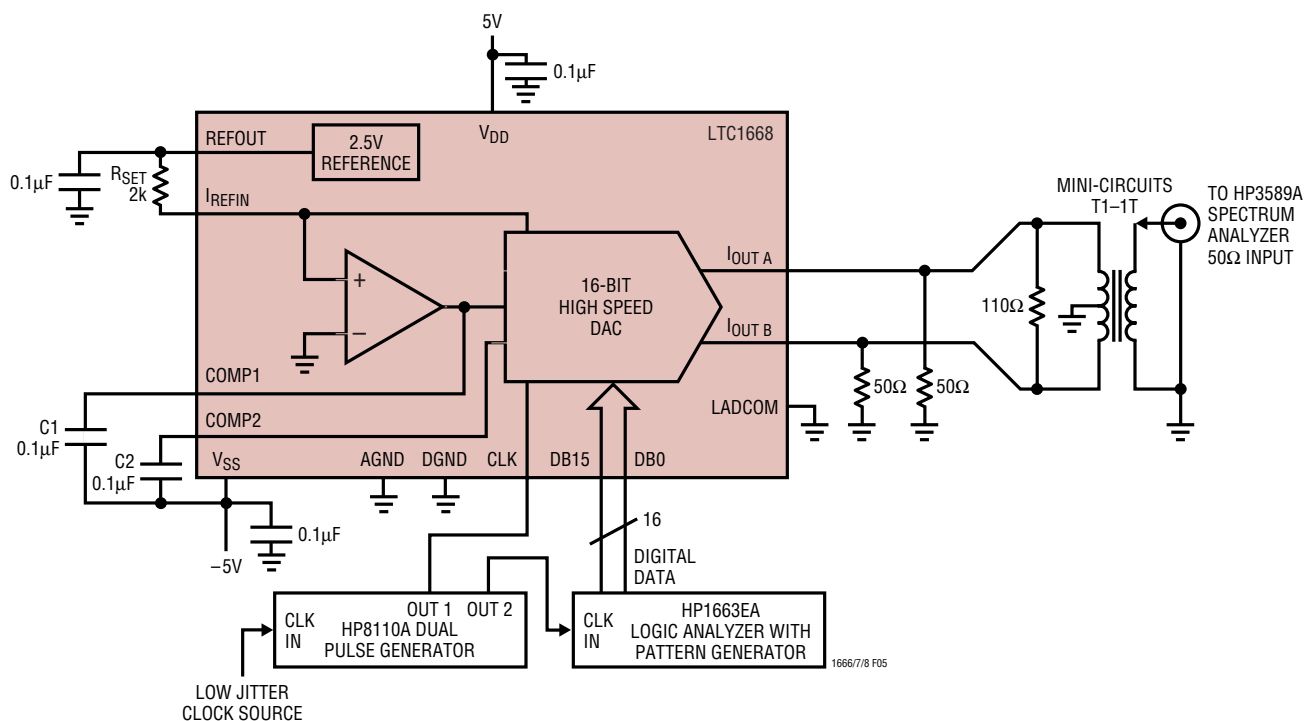 5V
0.1µF
LTC1668
VDD
REFOUT
2.5V
REFERENCE
RSET
2k
0.1µF
IREFIN
MINI-CIRCUITS
T1–1T
TO HP3589A
SPECTRUM
ANALYZER
50Ω INPUT
+
–
16-BIT
HIGH SPEED
DAC
IOUT A
IOUT B
110Ω
50Ω
50Ω
LADCOM
COMP1
COMP2
C1
0.1µF
C2
0.1µF
VSS
AGND
DGND
CLK
DB15
DB0
0.1µF
–5V
16
DIGITAL
DATA
OUT 1
OUT 2
CLK
IN
HP8110A DUAL
PULSE GENERATOR
CLK
IN
HP1663EA
LOGIC ANALYZER WITH
PATTERN GENERATOR
1666/7/8 F05
LOW JITTER
CLOCK SOURCE